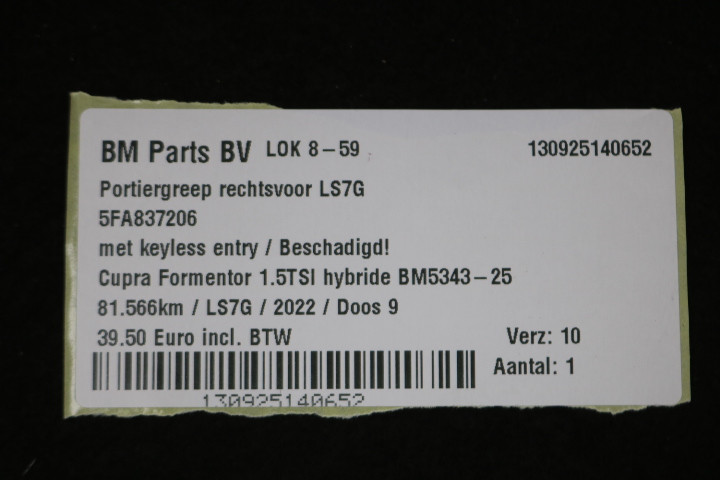 BM Parts BV LOK 8-59 130925140652
Portiergreep rechtsvoor LS7G
5FA837206
met keyless entry / Beschadigd!
Cupra Formentor 1.5TSI hybride BM5343-25
81.566km / LS7G / 2022 / Doos 9
39.50 Euro incl. BTW Verz: 10
Aantal: 1
130925140652